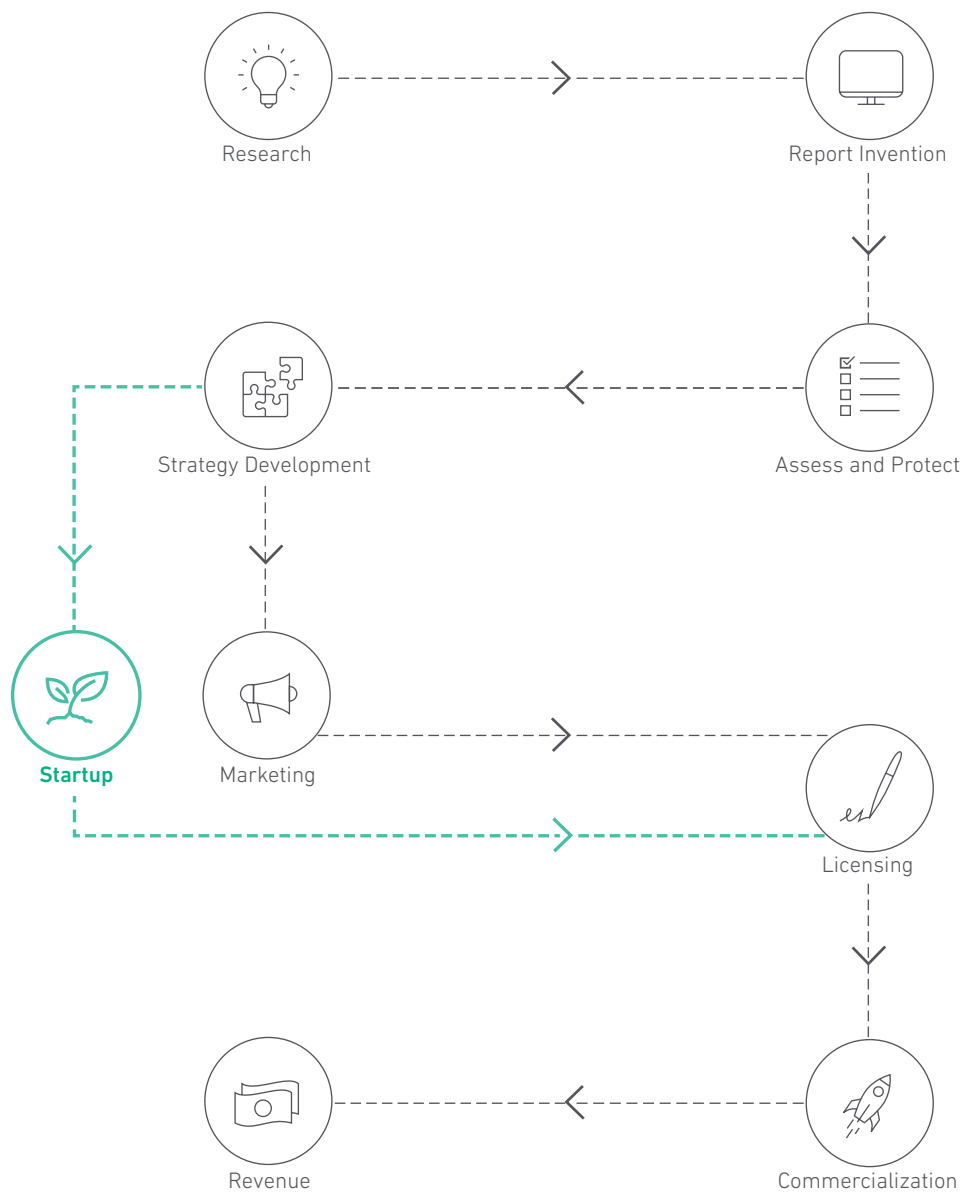 Research
Report Invention
Strategy Development
Assess and Protect
Startup
Marketing
Licensing
Revenue
Commercialization